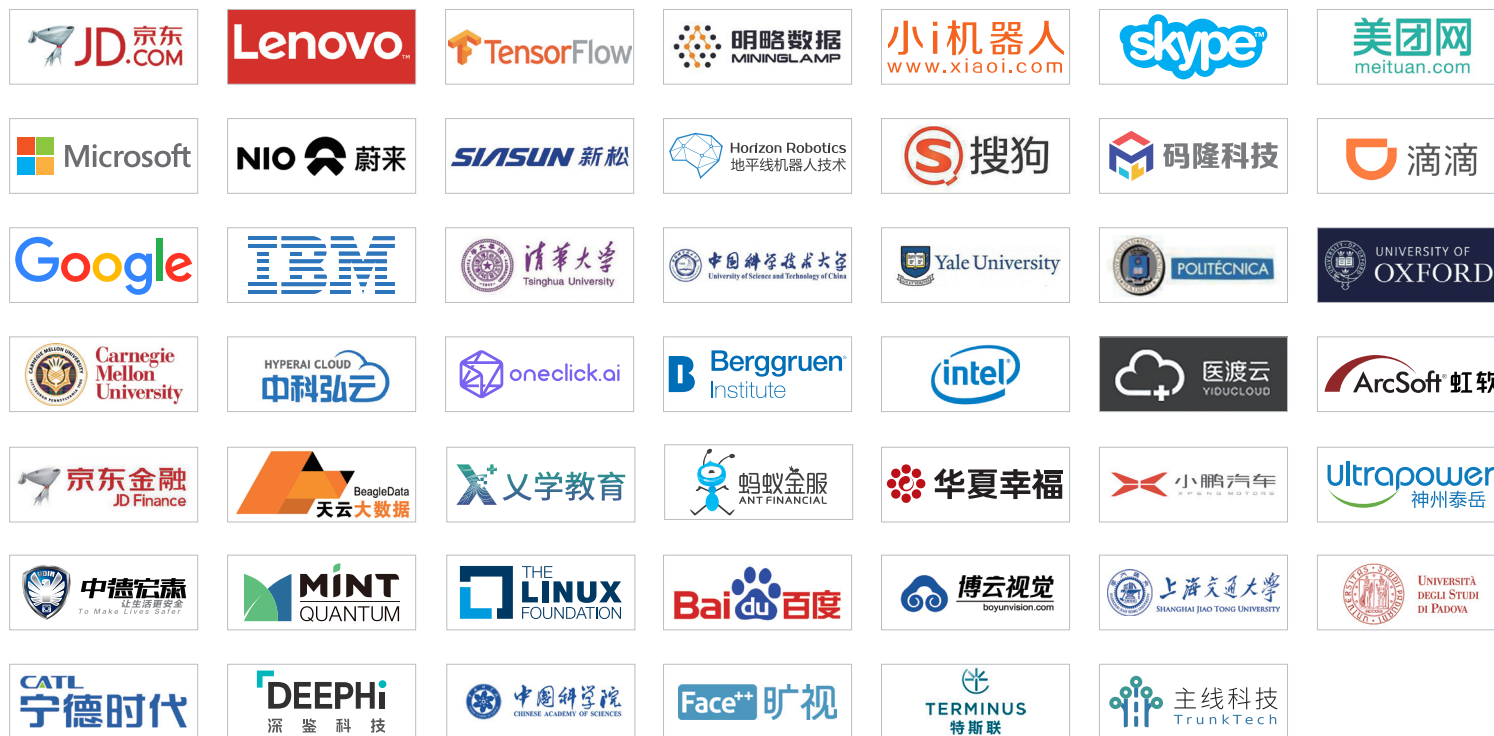 JD.京东
.COM
Lenovo™
TensorFlow
明略数据
MININGLAMP
小i机器人
www.xiaoi.com
skype™
美团网
meituan.com
Microsoft
NIO 蔚来
SIASUN 新松
Horizon Robotics
地平线机器人技术
S 搜狗
码隆科技
滴滴
Google
IBM
清華大学
Tsinghua University
中国科学技术大学
University of Science and Technology of China
Yale University
POLITÉCNICA
UNIVERSITY OF
OXFORD
Carnegie
Mellon
University
HYPERAI CLOUD
中科弘云
oneclick.ai
Berggruen
Institute
intel
医渡云
YIDUCLOUD
ArcSoft® 虹软
京东金融
JD Finance
BeagleData
天云大数据
乂学教育
蚂蚁金服
ANT FINANCIAL
华夏幸福
小鹏汽车
XPENG MOTORS
Ultrapower
神州泰岳
中德宏泰
让生活更安全
To Make Lives Safer
MINT
QUANTUM
THE
LINUX
FOUNDATION
Bai du 百度
博云视觉
boyunvision.com
上海交通大学
SHANGHAI JIAO TONG UNIVERSITY
UNIVERSITÀ
DEGLI STUDI
DI PADOVA
CATL
宁德时代
DEEPHi
深鉴科技
中国科学院
CHINESE ACADEMY OF SCIENCES
Face++ 旷视
TERMINUS
特斯联
主线科技
TrunkTech